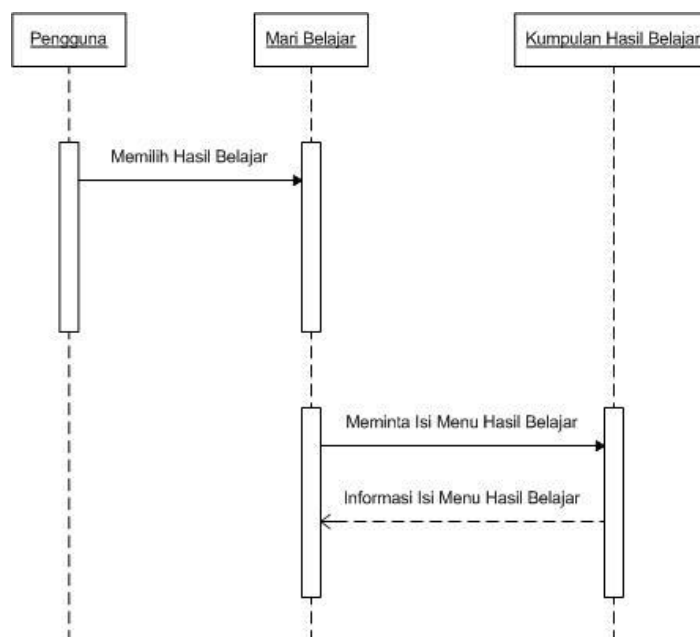 Pengguna
Mari Belajar
Kumpulan Hasil Belajar
Memilih Hasil Belajar
Meminta Isi Menu Hasil Belajar
Informasi Isi Menu Hasil Belajar